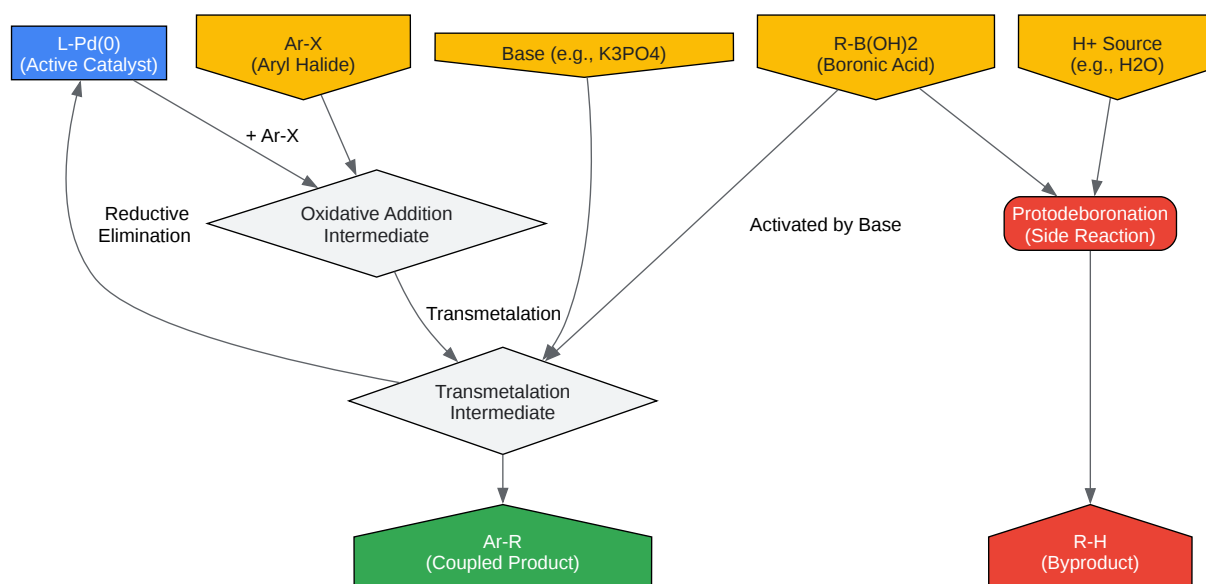 L-Pd(0)
(Active Catalyst)
Ar-X
(Aryl Halide)
Base (e.g., K3PO4)
R-B(OH)2
(Boronic Acid)
H+ Source
(e.g., H2O)
+ Ar-X
Reductive
Elimination
Oxidative Addition
Intermediate
Activated by Base
Protodeboronation
(Side Reaction)
Transmetalation
Transmetalation
Intermediate
Ar-R
(Coupled Product)
R-H
(Byproduct)